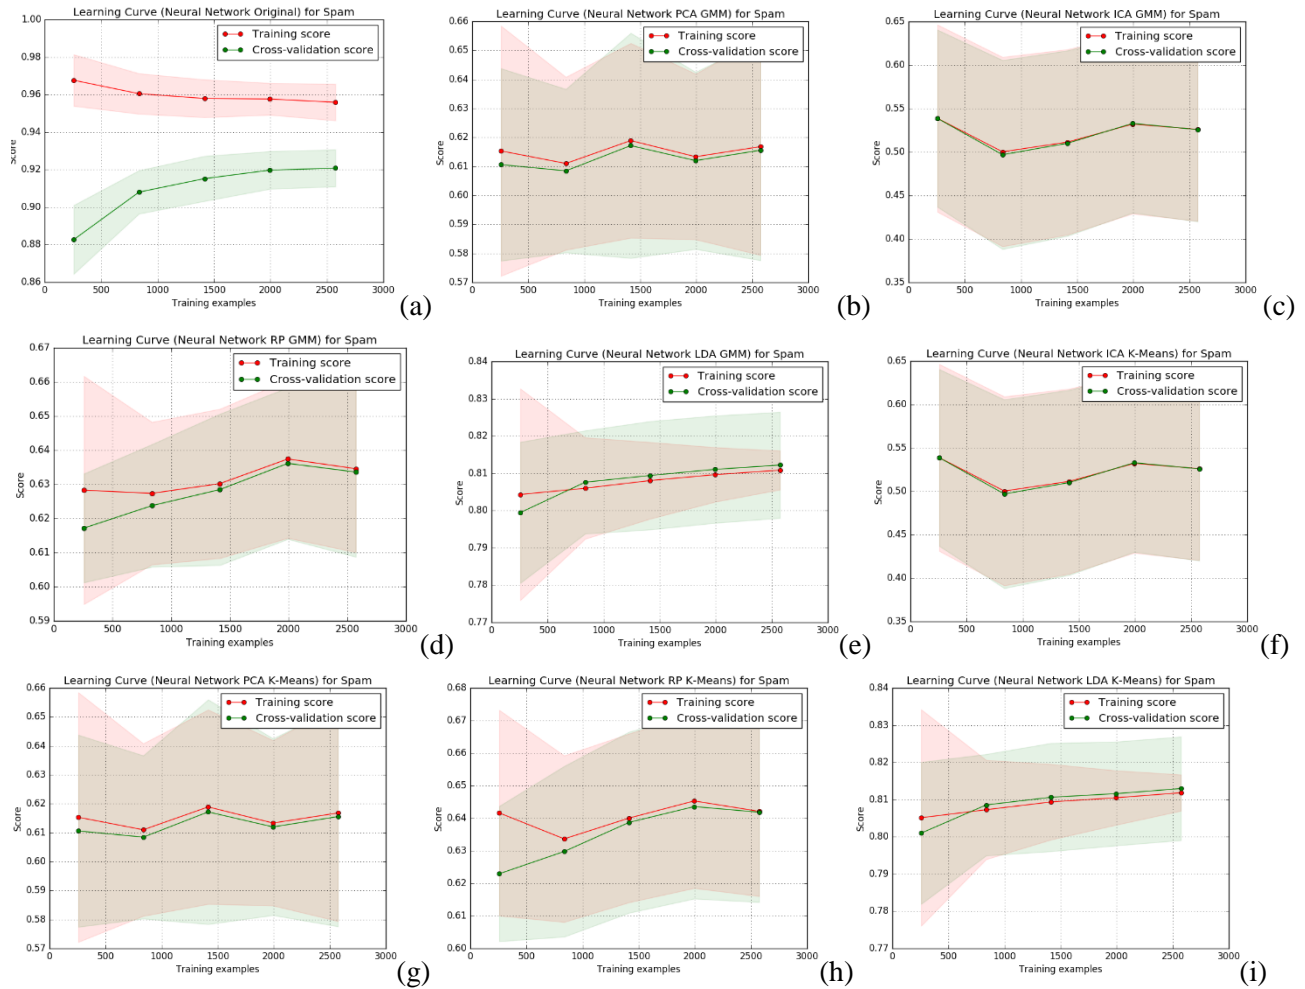 Learning Curve (Neural Network Original) for Spam
1.00
0.98
0.96
0.94
0.92
0.90
0.88
0.86
Score
Training score
Cross-validation score
0 500 1000 1500 2000 2500 3000
Training examples
(a)
Learning Curve (Neural Network PCA GMM) for Spam
0.66
0.65
0.64
0.63
0.62
0.61
0.60
0.59
0.58
0.57
Score
Training score
Cross-validation score
0 500 1000 1500 2000 2500 3000
Training examples
(b)
Learning Curve (Neural Network ICA GMM) for Spam
0.65
0.60
0.55
0.50
0.45
0.40
0.35
Score
Training score
Cross-validation score
0 500 1000 1500 2000 2500 3000
Training examples
(c)
Learning Curve (Neural Network RP GMM) for Spam
0.67
0.66
0.65
0.64
0.63
0.62
0.61
0.60
0.59
Score
Training score
Cross-validation score
0 500 1000 1500 2000 2500 3000
Training examples
(d)
Learning Curve (Neural Network LDA GMM) for Spam
0.84
0.83
0.82
0.81
0.80
0.79
0.78
0.77
Score
Training score
Cross-validation score
0 500 1000 1500 2000 2500 3000
Training examples
(e)
Learning Curve (Neural Network ICA K-Means) for Spam
0.65
0.60
0.55
0.50
0.45
0.40
0.35
Score
Training score
Cross-validation score
0 500 1000 1500 2000 2500 3000
Training examples
(f)
Learning Curve (Neural Network PCA K-Means) for Spam
0.66
0.65
0.64
0.63
0.62
0.61
0.60
0.59
0.58
0.57
Score
Training score
Cross-validation score
0 500 1000 1500 2000 2500 3000
Training examples
(g)
Learning Curve (Neural Network RP K-Means) for Spam
0.68
0.67
0.66
0.65
0.64
0.63
0.62
0.61
0.60
Score
Training score
Cross-validation score
0 500 1000 1500 2000 2500 3000
Training examples
(h)
Learning Curve (Neural Network LDA K-Means) for Spam
0.84
0.83
0.82
0.81
0.80
0.79
0.78
0.77
Score
Training score
Cross-validation score
0 500 1000 1500 2000 2500 3000
Training examples
(i)